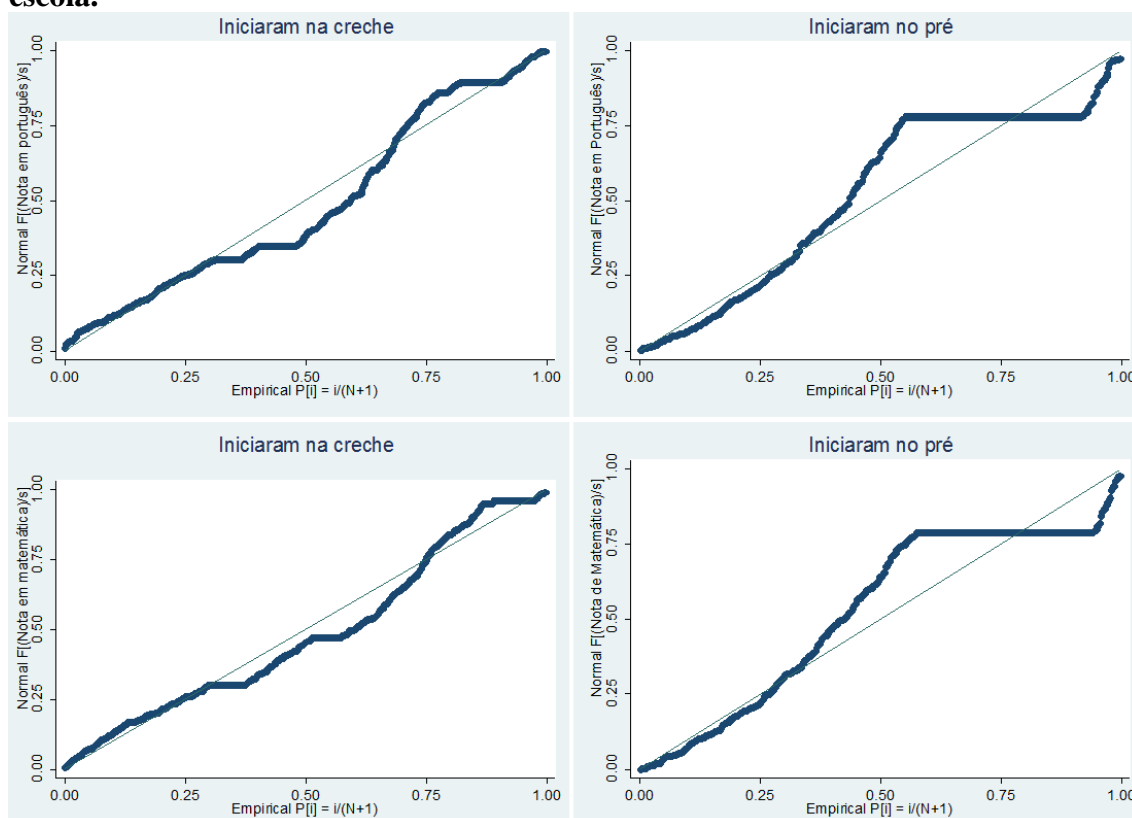 escola.
Iniciaram na creche
Normal F[(Nota em português)/s]
0.00 0.25 0.50 0.75 1.00
0.00 0.25 0.50 0.75 1.00
Empirical P[i] = i/(N+1)
Iniciaram no pré
Normal F[(Nota em Português)/s]
0.00 0.25 0.50 0.75 1.00
0.00 0.25 0.50 0.75 1.00
Empirical P[i] = i/(N+1)
Iniciaram na creche
Normal F[(Nota em matemática)/s]
0.00 0.25 0.50 0.75 1.00
0.00 0.25 0.50 0.75 1.00
Empirical P[i] = i/(N+1)
Iniciaram no pré
Normal F[(Nota de Matemática)/s]
0.00 0.25 0.50 0.75 1.00
0.00 0.25 0.50 0.75 1.00
Empirical P[i] = i/(N+1)